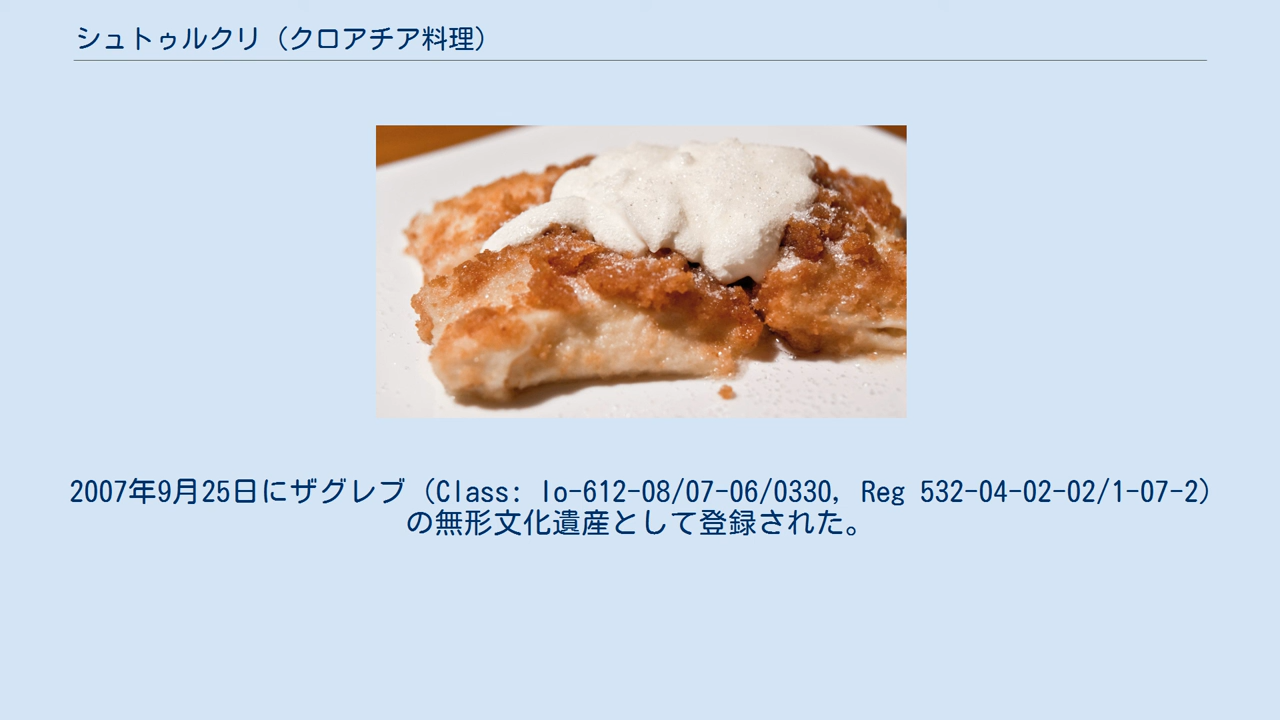 シュトゥルクリ（クロアチア料理）
2007年9月25日にザグレブ（Class: lo-612-08/07-06/0330, Reg 532-04-02-02/1-07-2）
の無形文化遺産として登録された。